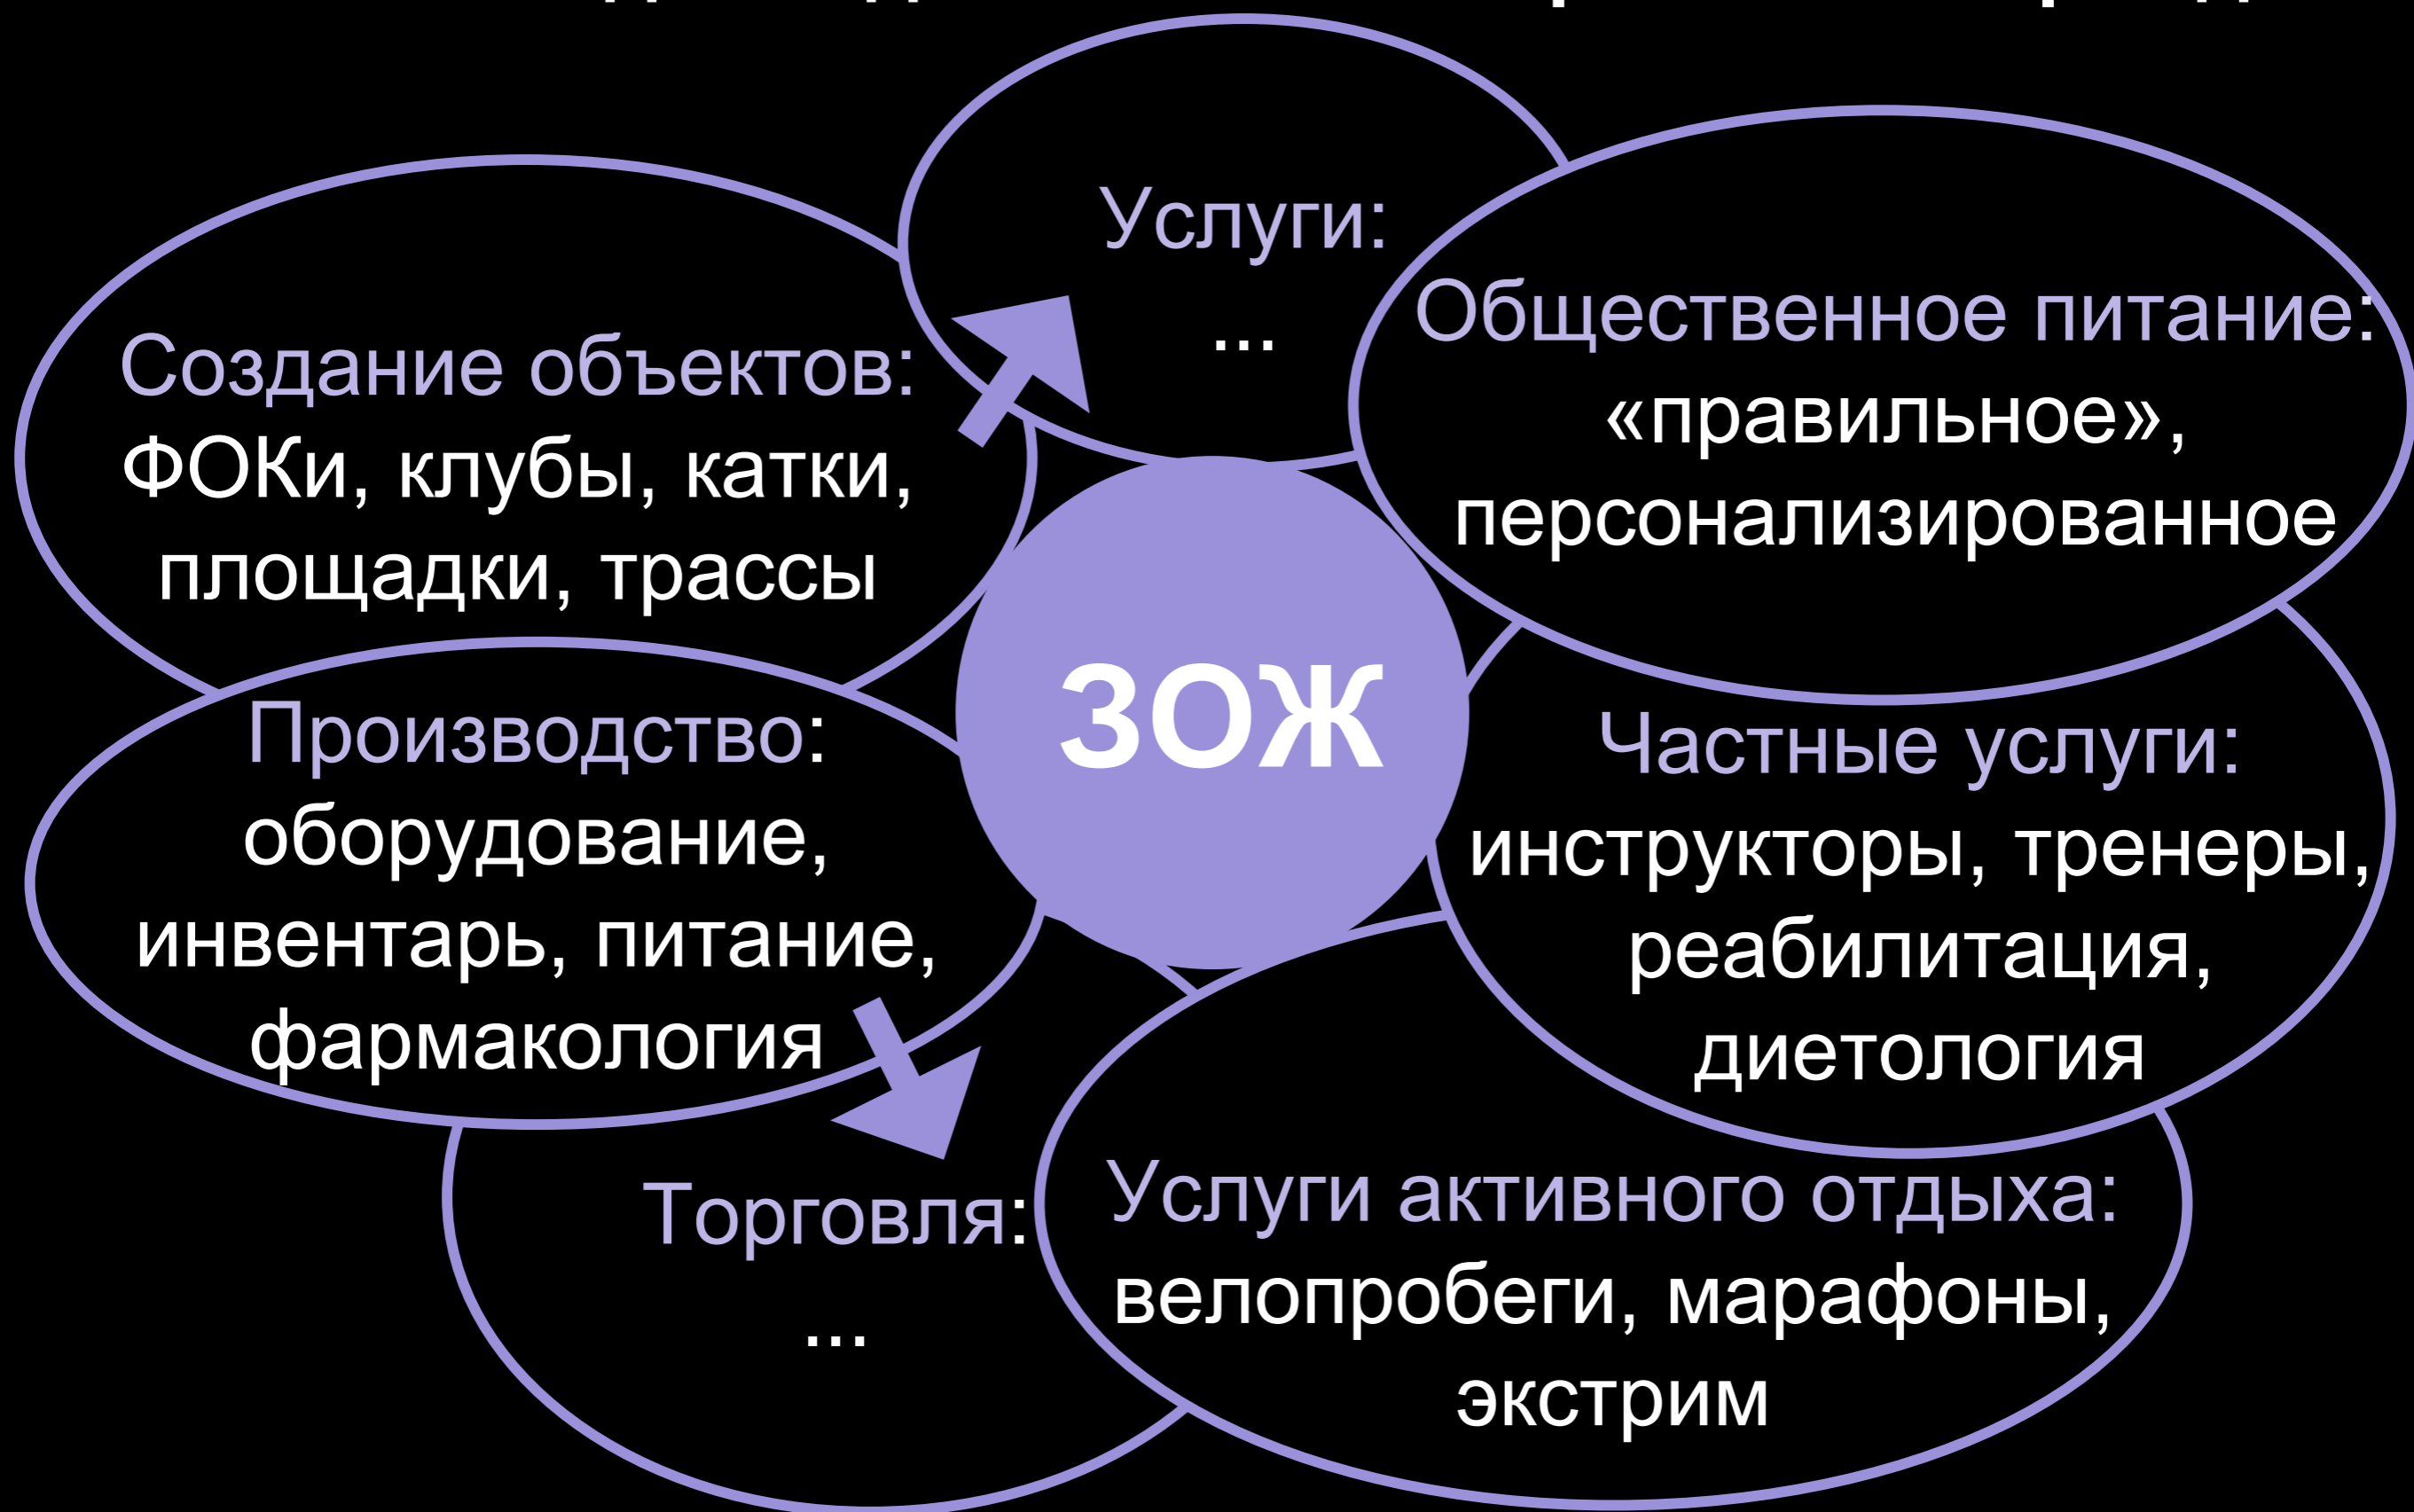 Услуги:
...
Общественное питание:
«правильное»,
персонализированное
Создание объектов:
ФОКи, клубы, катки,
площадки, трассы
ЗОЖ
Производство:
оборудование,
инвентарь, питание,
фармакология
Частные услуги:
инструкторы, тренеры,
реабилитация,
диетология
Торговля:
...
Услуги активного отдыха:
велопробеги, марафоны,
экстрим